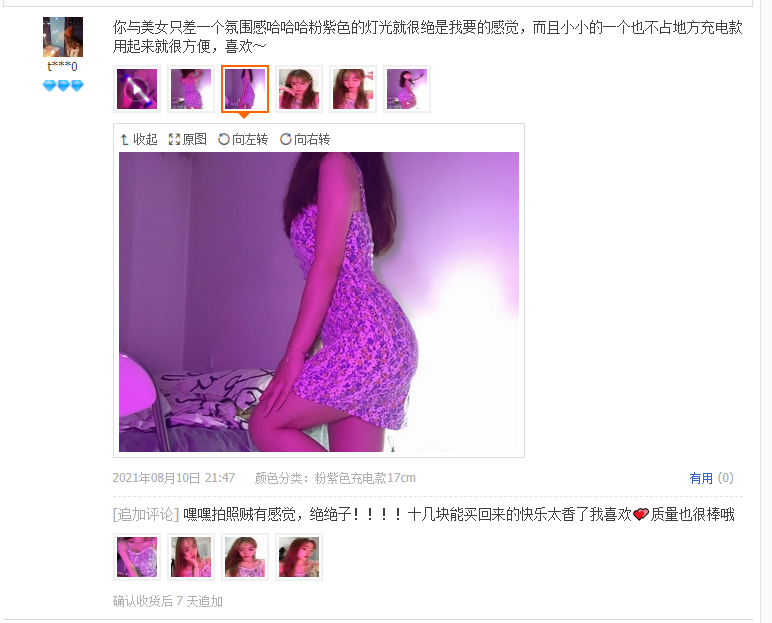 你与美女只差一个氛围感哈哈哈粉紫色的灯光就很绝是我要的感觉，而且小小的一个也不占地方充电款
用起来就很方便，喜欢～
t***0
收起 原图 向左转 向右转
2021年08月10日 21:47 颜色分类：粉紫色充电款17cm 有用 (0)
[追加评论] 嘿嘿拍照贼有感觉，绝绝子！！！！十几块能买回来的快乐太香了我喜欢💕质量也很棒哦
确认收货后 7 天追加